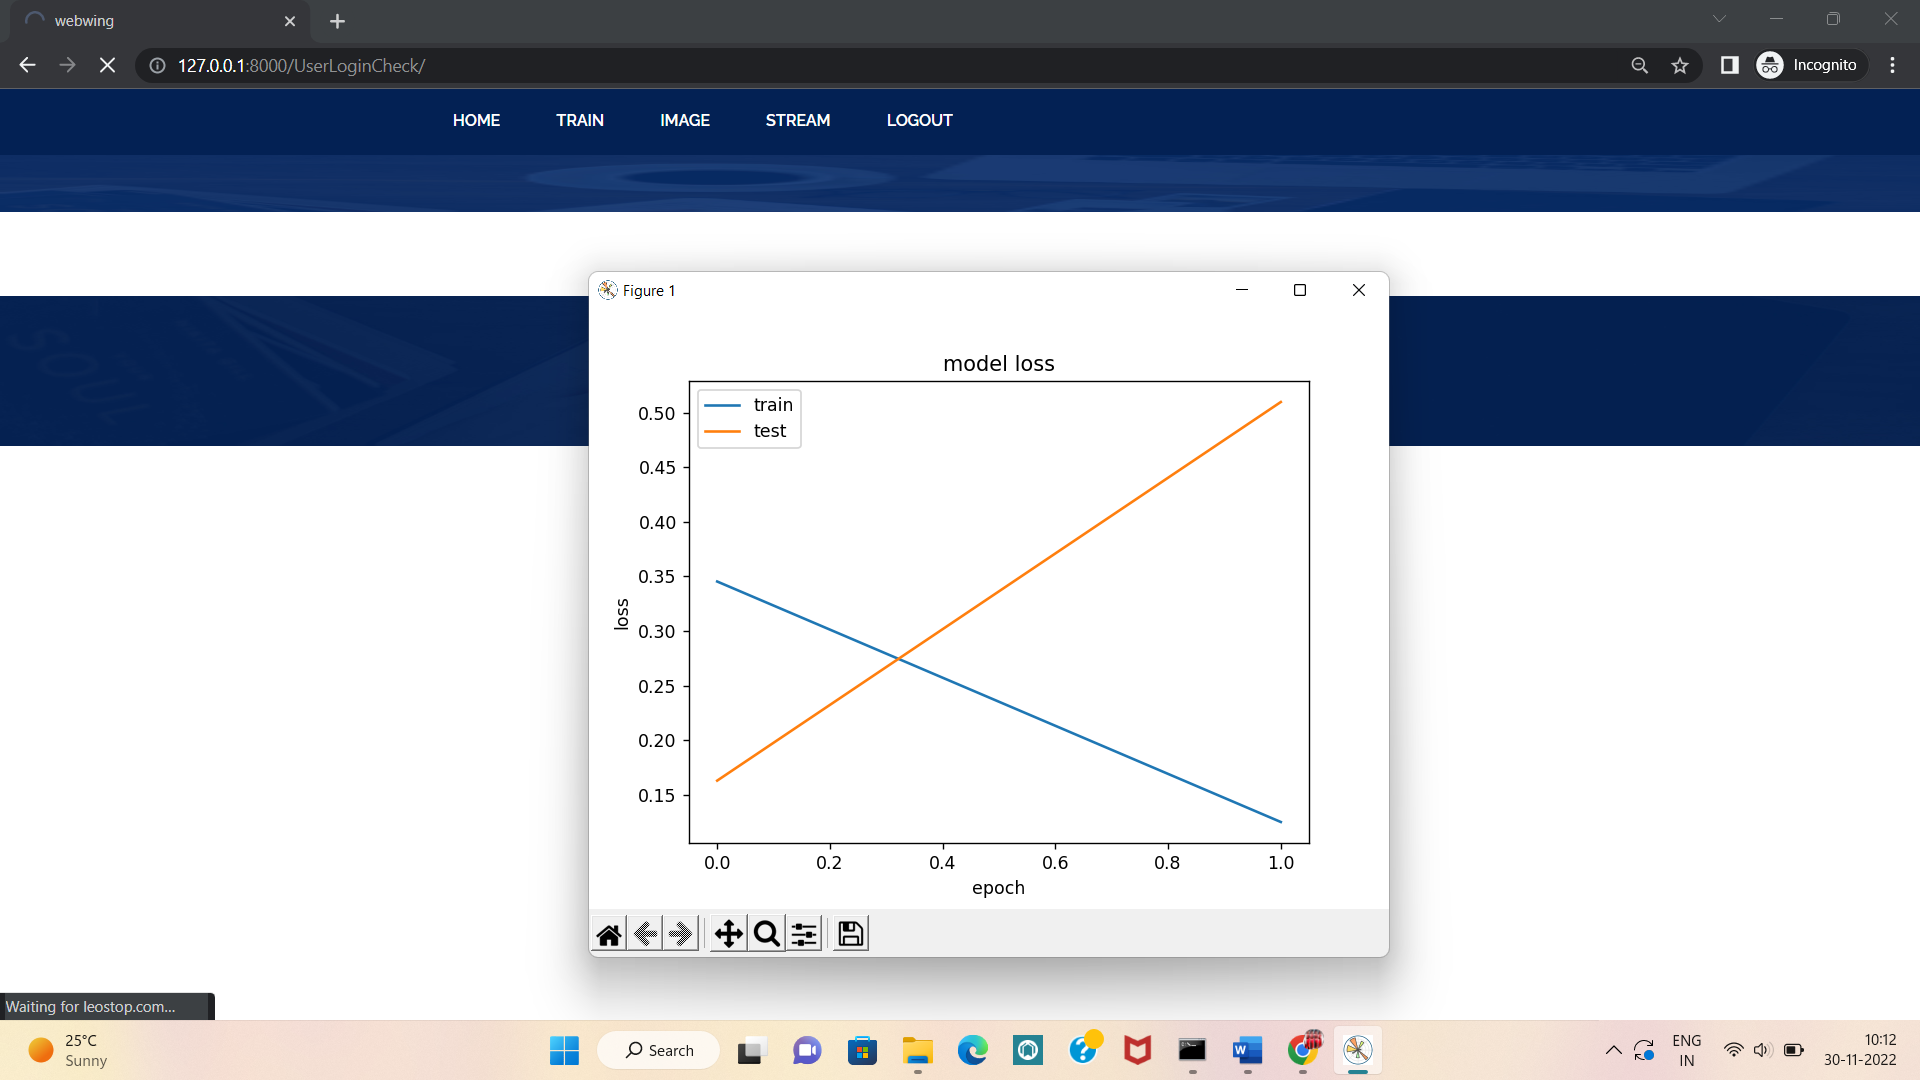 webwing
127.0.0.1:8000/UserLoginCheck/
Incognito
HOME TRAIN IMAGE STREAM LOGOUT
SOUL
Figure 1
model loss
train
test
0.50
0.45
0.40
0.35
0.30
0.25
0.20
0.15
loss
0.0 0.2 0.4 0.6 0.8 1.0
epoch
Waiting for leostop.com...
25°C
Sunny
Search
ENG
IN
10:12
30-11-2022